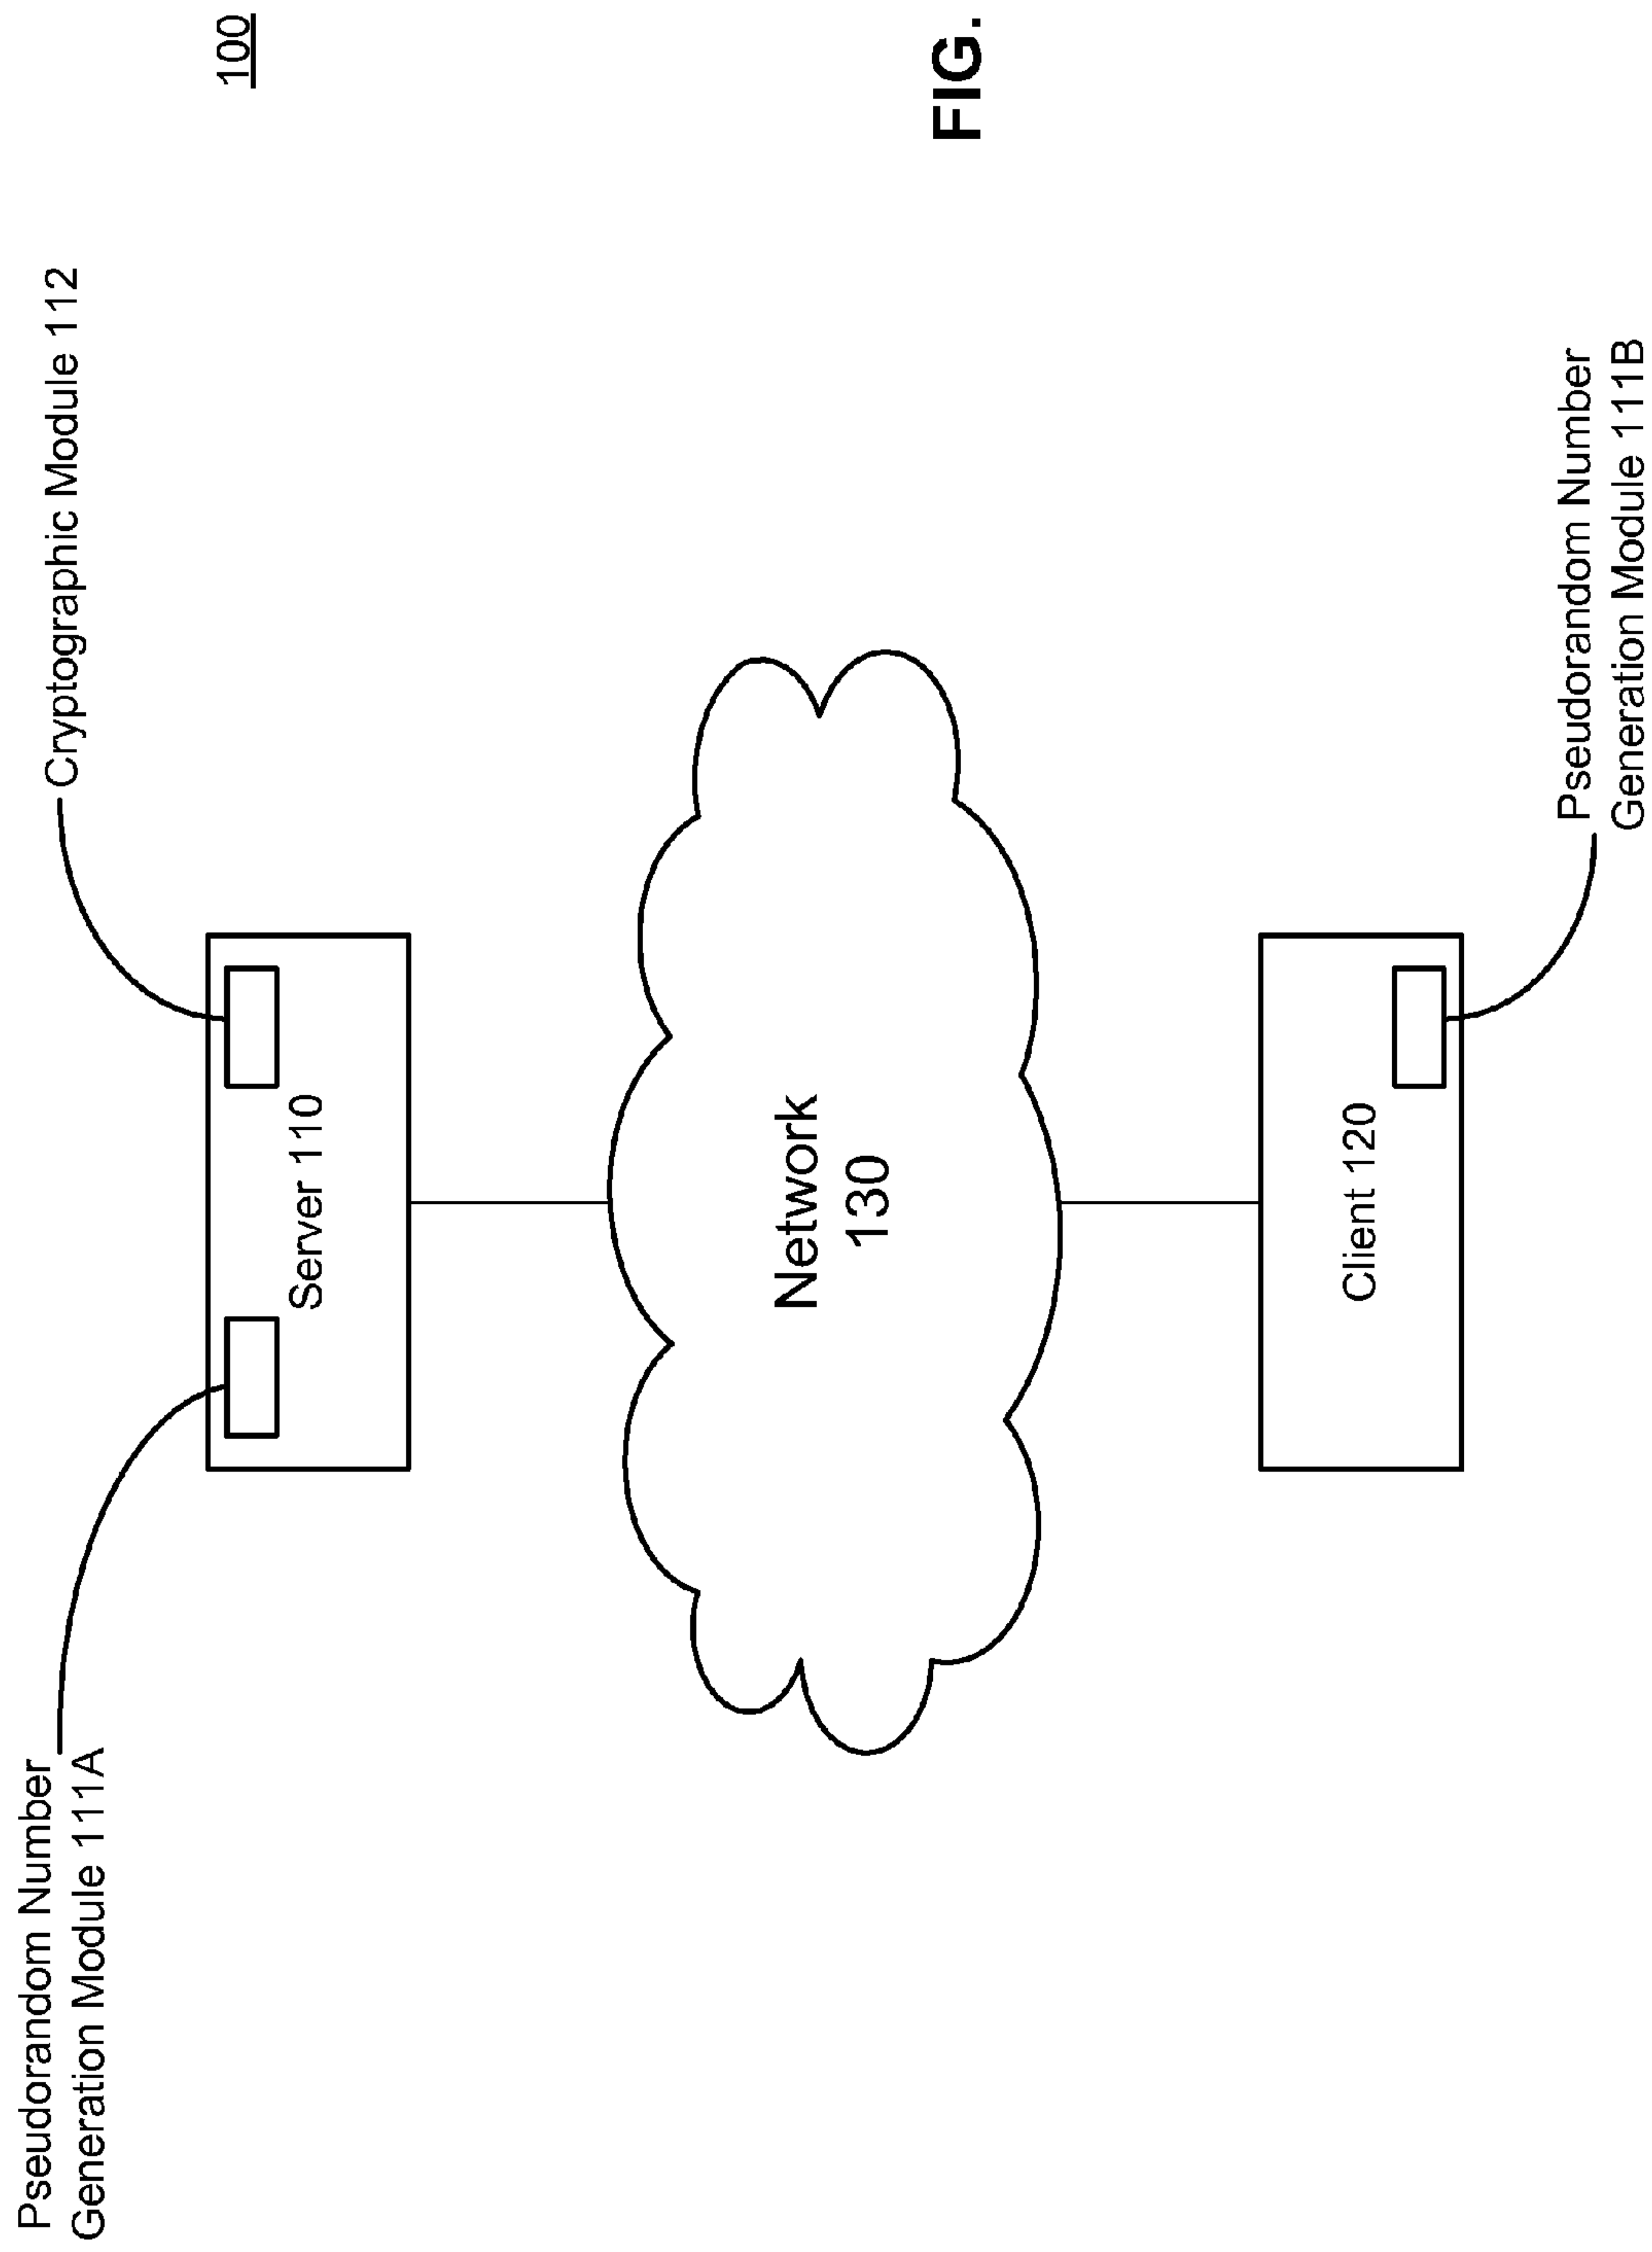 100
Pseudorandom Number
Generation Module 111A
Cryptographic Module 112
Server 110
Network
130
FIG.
Client 120
Pseudorandom Number
Generation Module 111B